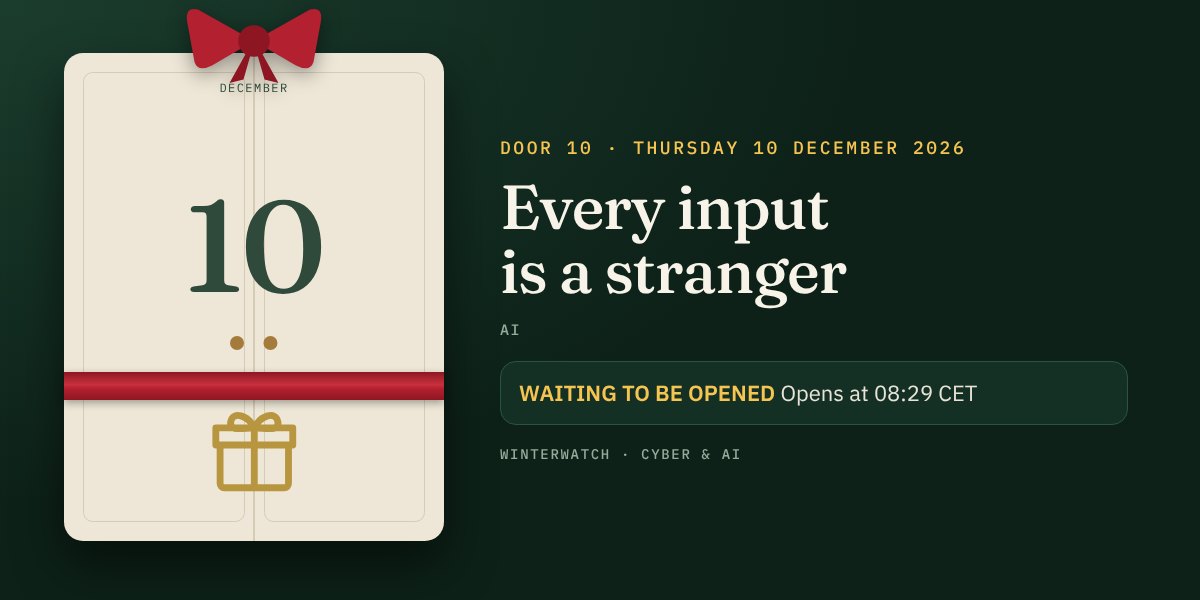 DECEMBER
10
DOOR 10 · THURSDAY 10 DECEMBER 2026
Every input
is a stranger
AI
WAITING TO BE OPENED Opens at 08:29 CET
WINTERWATCH · CYBER & AI